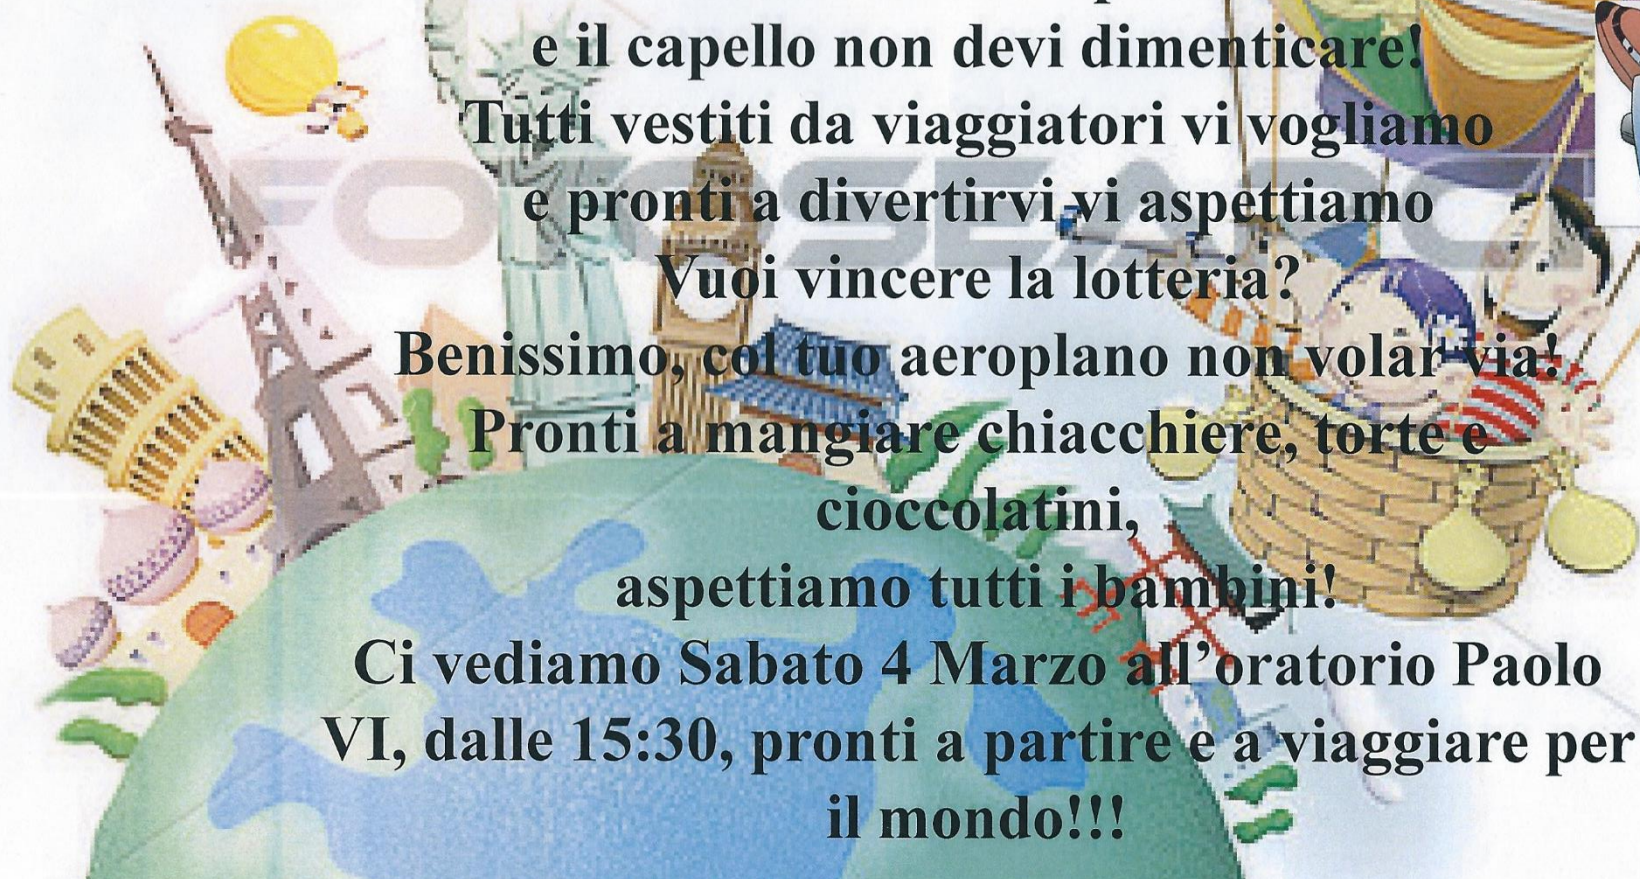 e il capello non devi dimenticare!
Tutti vestiti da viaggiatori vi vogliamo
e pronti a divertirvi vi aspettiamo
Vuoi vincere la lotteria?
Benissimo, col tuo aeroplano non volar via!
Pronti a mangiare chiacchiere, torte e
cioccolatini,
aspettiamo tutti i bambini!
Ci vediamo Sabato 4 Marzo all’oratorio Paolo
VI, dalle 15:30, pronti a partire e a viaggiare per
il mondo!!!